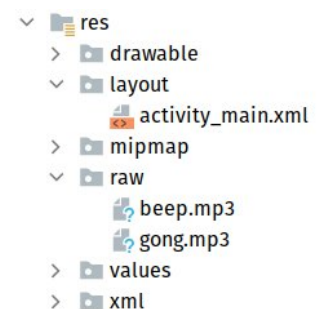 res
drawable
layout
activity_main.xml
mipmap
raw
beep.mp3
gong.mp3
values
xml